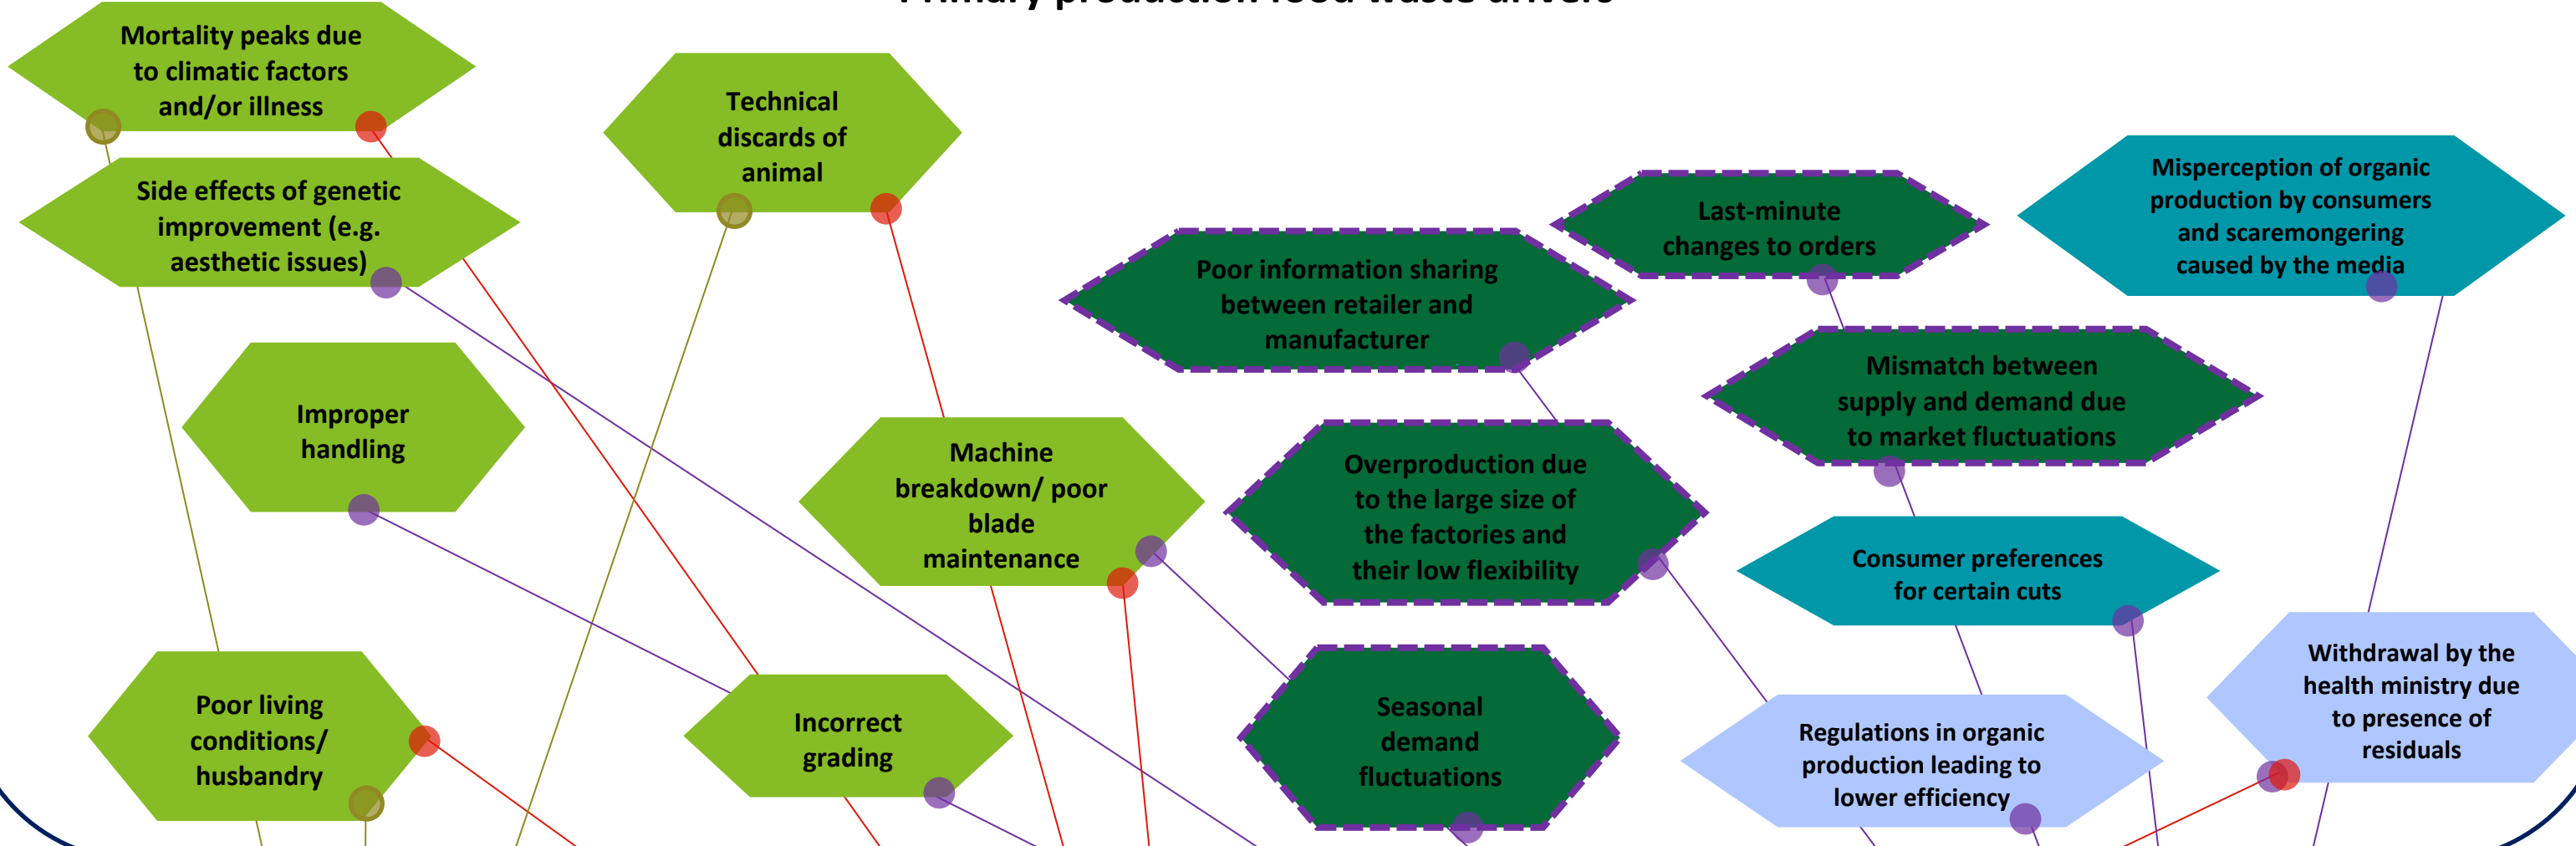 Primary production food waste drivers
Mortality peaks due
to climatic factors
and/or illness
Technical
discards of
animal
Side effects of genetic
improvement (e.g.
aesthetic issues)
Last-minute
changes to orders
Misperception of organic
production by consumers
and scaremongering
caused by the media
Poor information sharing
between retailer and
manufacturer
Improper
handling
Machine
breakdown/ poor
blade
maintenance
Overproduction due
to the large size of
the factories and
their low flexibility
Mismatch between
supply and demand due
to market fluctuations
Consumer preferences
for certain cuts
Poor living
conditions/
husbandry
Incorrect
grading
Seasonal
demand
fluctuations
Regulations in organic
production leading to
lower efficiency
Withdrawal by the
health ministry due
to presence of
residuals